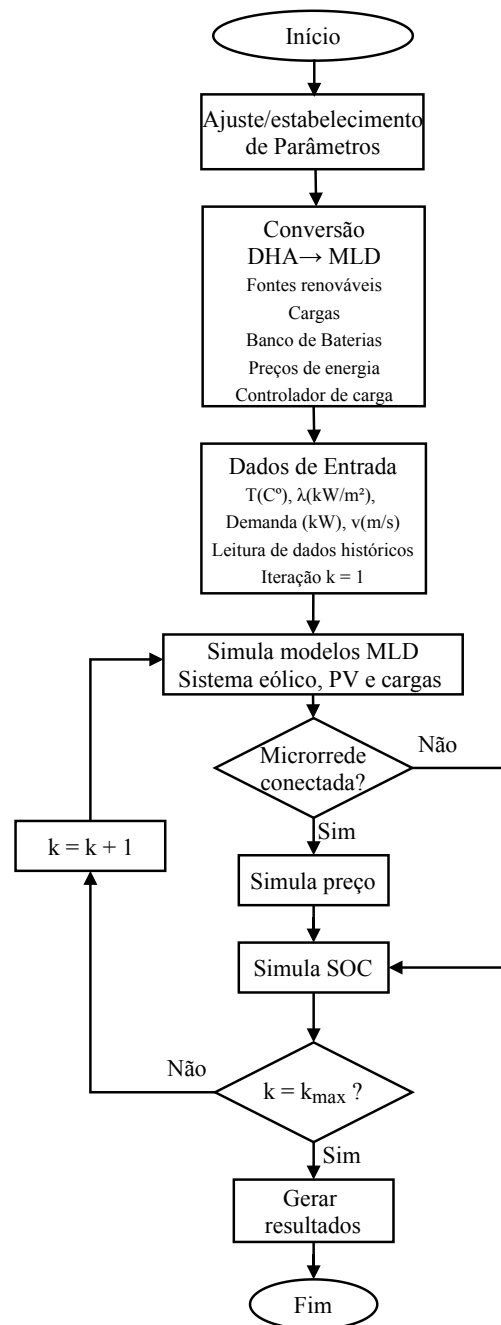 Início
Ajuste/estabelecimento
de Parâmetros
Conversão
DHA→ MLD
Fontes renováveis
Cargas
Banco de Baterias
Preços de energia
Controlador de carga
Dados de Entrada
T(Cº), λ(kW/m²),
Demanda (kW), v(m/s)
Leitura de dados históricos
Iteração k = 1
Simula modelos MLD
Sistema eólico, PV e cargas
Microrrede
conectada?
Não
Sim
k = k + 1
Simula preço
Simula SOC
Não
k = kmax ?
Sim
Gerar
resultados
Fim